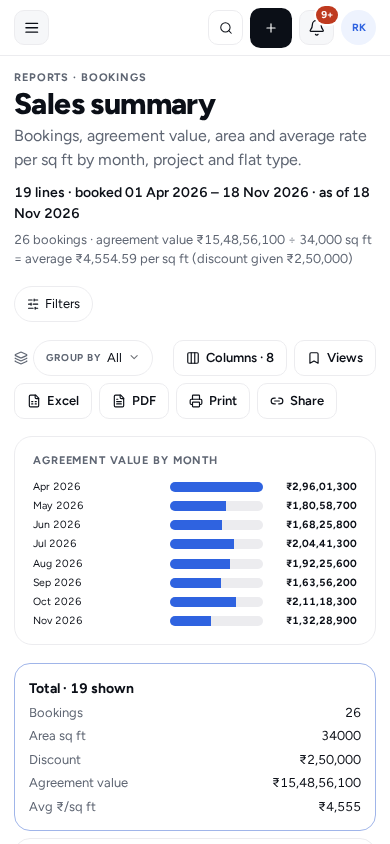 9+
RK
REPORTS · BOOKINGS
Sales summary
Bookings, agreement value, area and average rate
per sq ft by month, project and flat type.
19 lines · booked 01 Apr 2026 – 18 Nov 2026 · as of 18
Nov 2026
26 bookings · agreement value ₹15,48,56,100 ÷ 34,000 sq ft
= average ₹4,554.59 per sq ft (discount given ₹2,50,000)
Filters
GROUP BY All
Columns · 8
Views
Excel
PDF
Print
Share
AGREEMENT VALUE BY MONTH
Apr 2026 ₹2,96,01,300
May 2026 ₹1,80,58,700
Jun 2026 ₹1,68,25,800
Jul 2026 ₹2,04,41,300
Aug 2026 ₹1,92,25,600
Sep 2026 ₹1,63,56,200
Oct 2026 ₹2,11,18,300
Nov 2026 ₹1,32,28,900
Total · 19 shown
Bookings 26
Area sq ft 34000
Discount ₹2,50,000
Agreement value ₹15,48,56,100
Avg ₹/sq ft ₹4,555